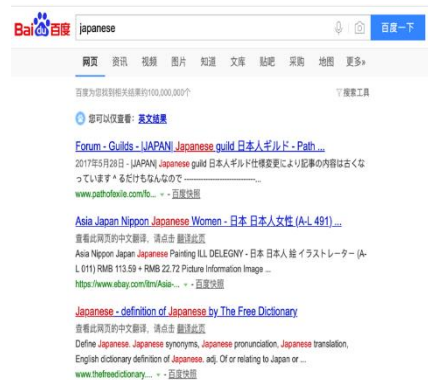 Bai du 百度 japanese 百度一下
网页 资讯 视频 图片 知道 文库 贴吧 采购 地图 更多»
百度为您找到相关结果约100,000,000个 搜索工具
您可以仅查看：英文结果
Forum - Guilds - |JAPAN| Japanese guild 日本人ギルド - Path ...
2017年5月28日 - |JAPAN| Japanese guild 日本人ギルド仕様変更により記事の内容は古くな
っています ^ るだけもなんなので ----------------------------...
www.pathofexile.com/fo... - 百度快照
Asia Japan Nippon Japanese Women - 日本 日本人女性 (A-L 491) ...
查看此网页的中文翻译，请点击 翻译此页
Asia Nippon Japan Japanese Painting ILL DELEGNY - 日本 日本人 絵 イラストレーター (A-
L 011) RMB 113.59 + RMB 22.72 Picture Information Image ...
https://www.ebay.com/itm/Asia-... - 百度快照
Japanese - definition of Japanese by The Free Dictionary
查看此网页的中文翻译，请点击 翻译此页
Define Japanese. Japanese synonyms, Japanese pronunciation, Japanese translation,
English dictionary definition of Japanese. adj. Of or relating to Japan or ...
www.thefreedictionary.... - 百度快照